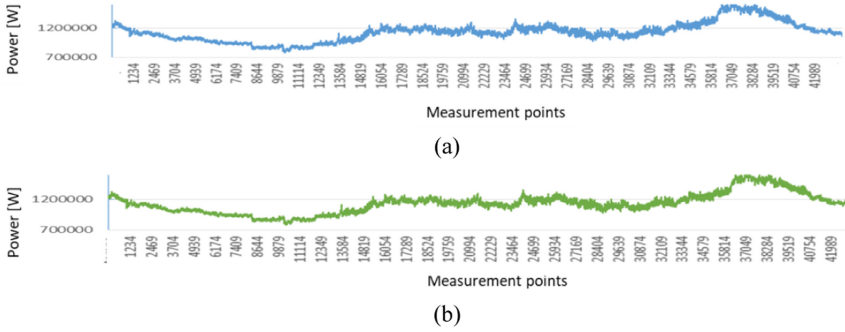 Power [W]
1200000
700000
1234 2469 3704 4939 6174 7409 8644 9879 11114 12349 13584 14819 16054 17289 18524 19759 20994 22229 23464 24699 25934 27169 28404 29639 30874 32109 33344 34579 35814 37049 38284 39519 40754 41989
Measurement points
(a)
Power [W]
1200000
700000
1234 2469 3704 4939 6174 7409 8644 9879 11114 12349 13584 14819 16054 17289 18524 19759 20994 22229 23464 24699 25934 27169 28404 29639 30874 32109 33344 34579 35814 37049 38284 39519 40754 41989
Measurement points
(b)